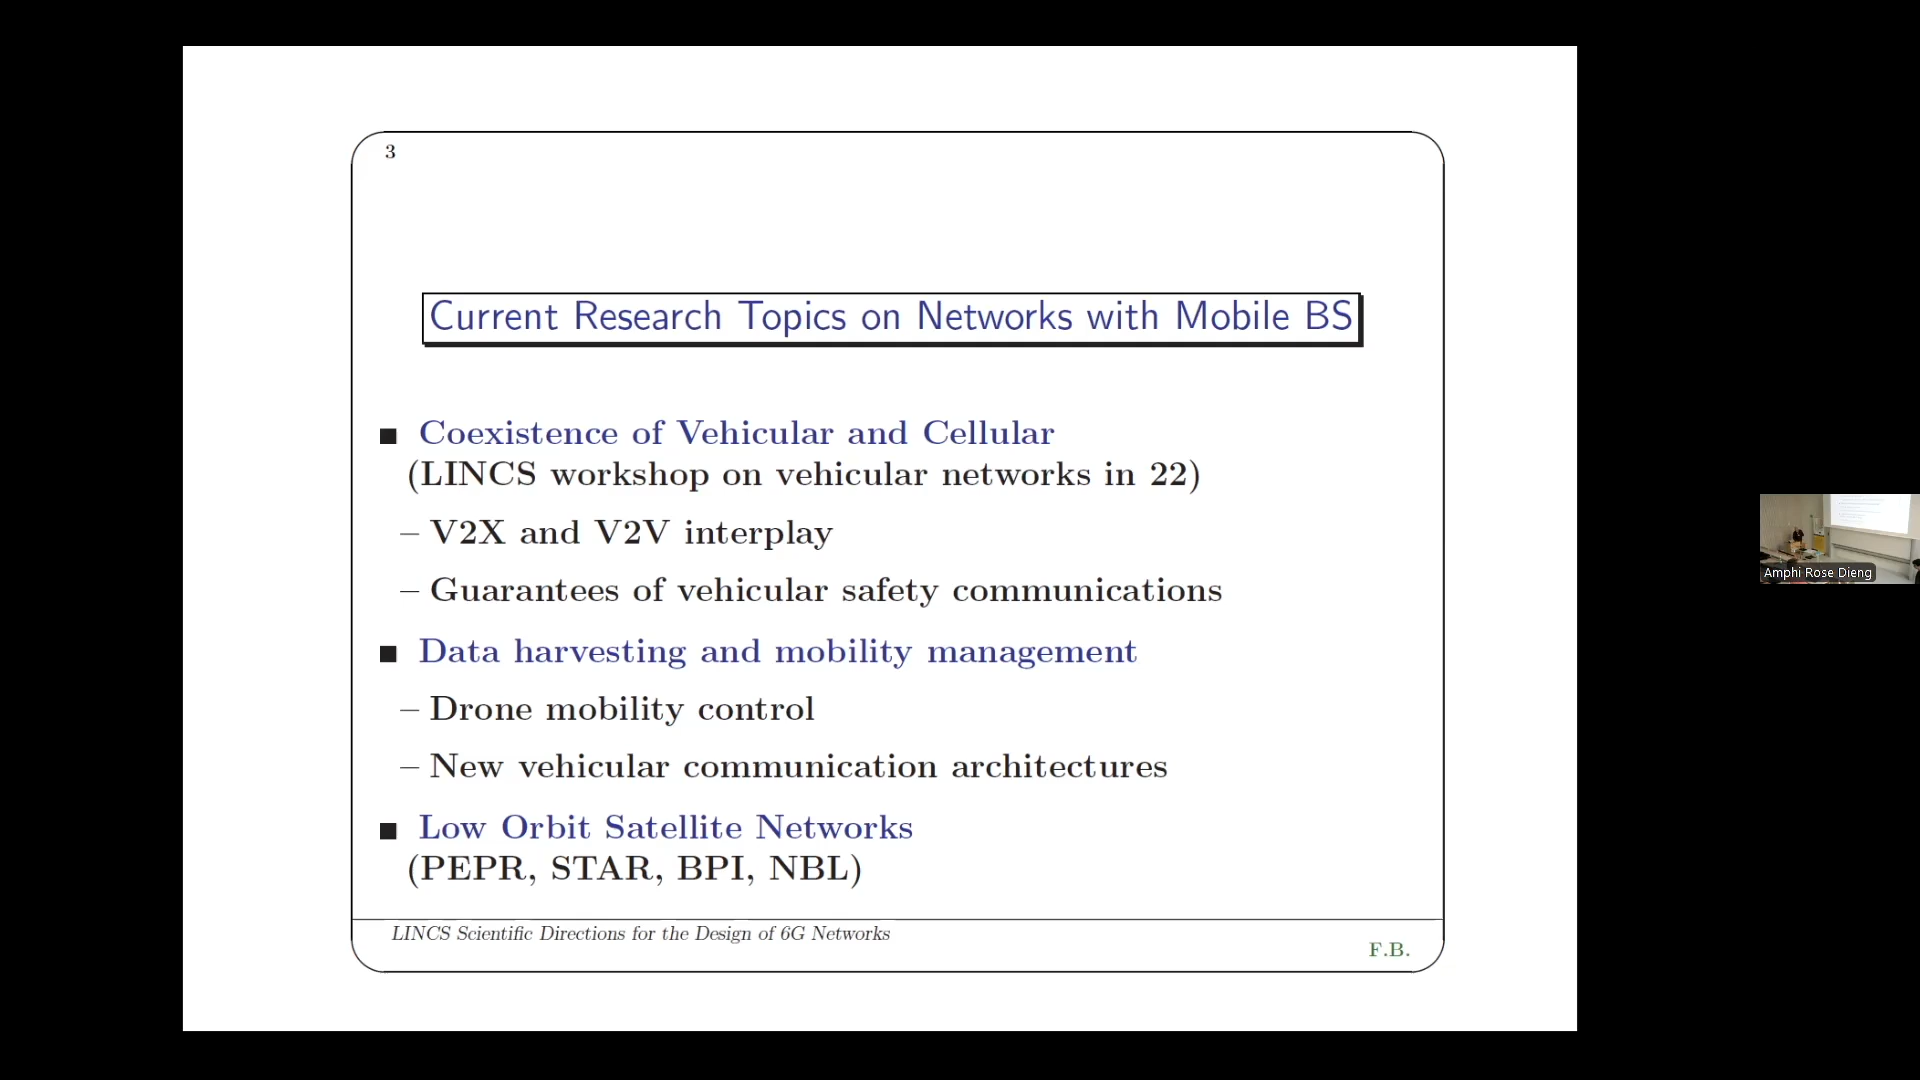 3
Current Research Topics on Networks with Mobile BS
■ Coexistence of Vehicular and Cellular
(LINCS workshop on vehicular networks in 22)
– V2X and V2V interplay
– Guarantees of vehicular safety communications
■ Data harvesting and mobility management
– Drone mobility control
– New vehicular communication architectures
■ Low Orbit Satellite Networks
(PEPR, STAR, BPI, NBL)
LINCS Scientific Directions for the Design of 6G Networks
F.B.
Amphi Rose Dieng